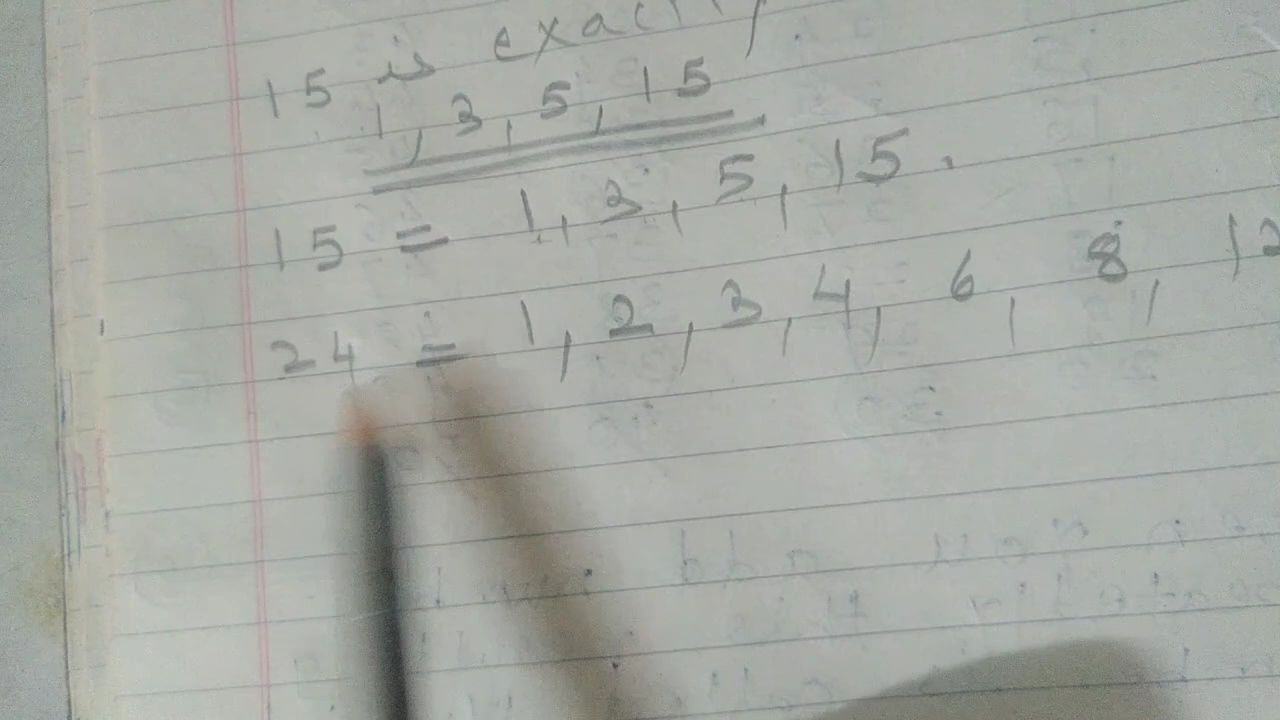 15 is exactly
1, 3, 5, 15
15 = 1, 3, 5, 15.
24 = 1, 2, 3, 4, 6, 8, 12